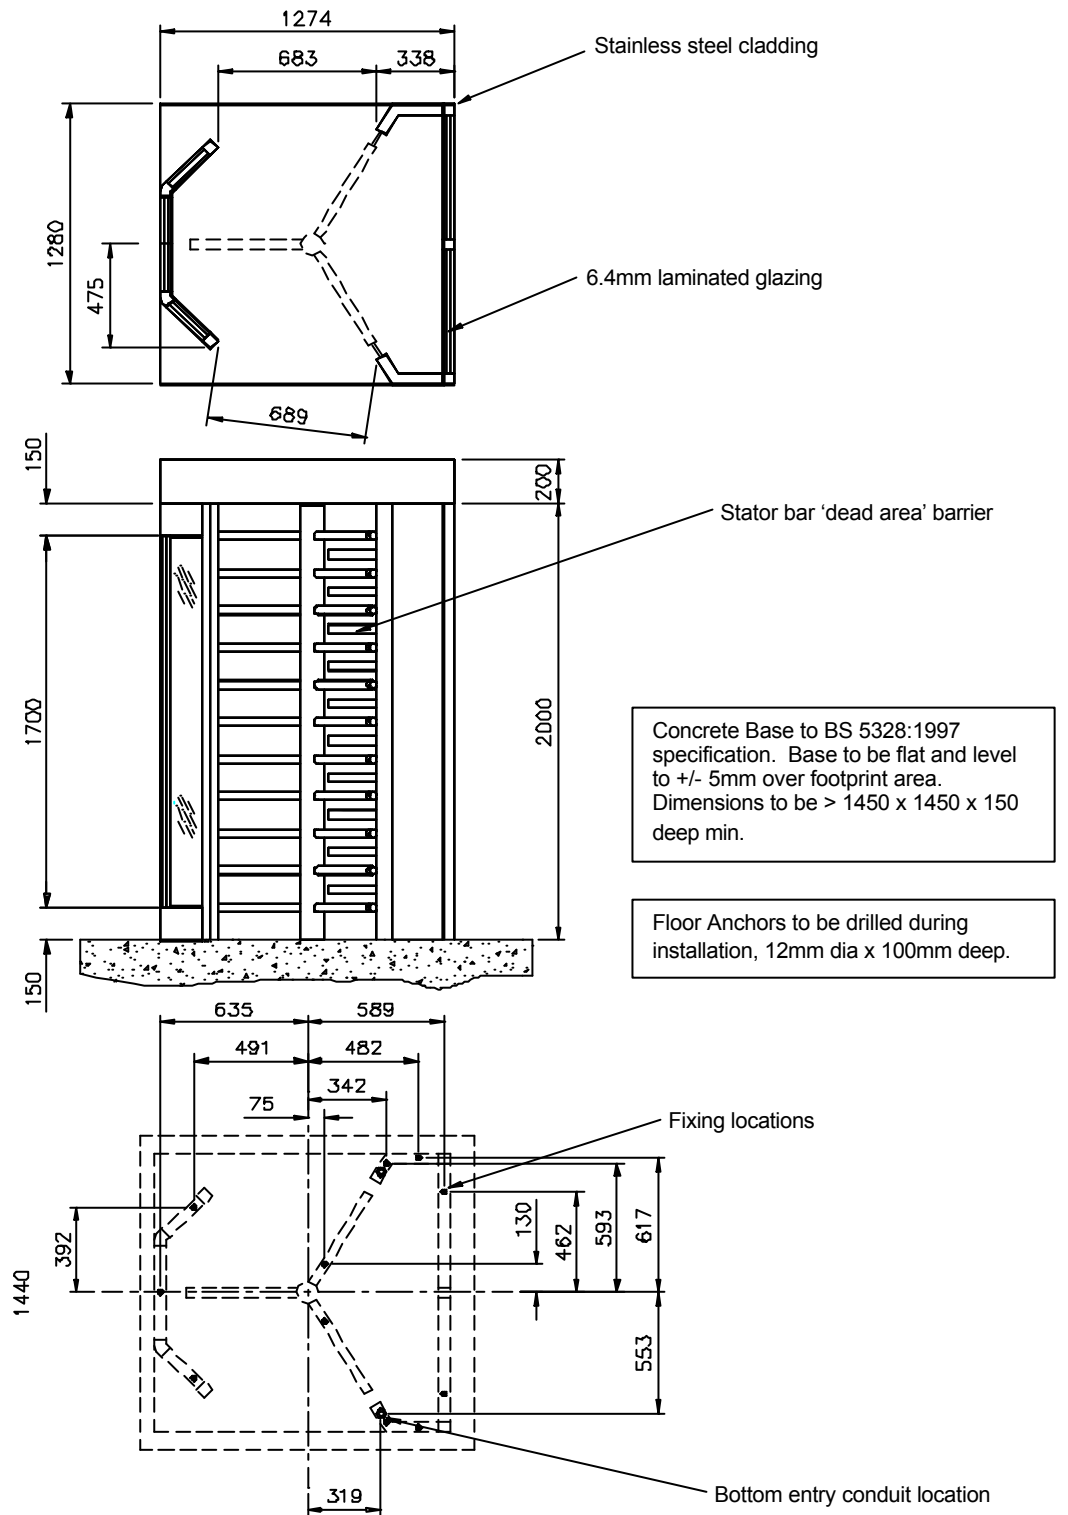 1274
683
338
Stainless steel cladding
1280
475
6.4mm laminated glazing
689
150
200
Stator bar ‘dead area’ barrier
1700
2000
Concrete Base to BS 5328:1997
specification. Base to be flat and level
to +/- 5mm over footprint area.
Dimensions to be > 1450 x 1450 x 150
deep min.
Floor Anchors to be drilled during
installation, 12mm dia x 100mm deep.
150
635
589
491
482
342
75
Fixing locations
392
130
462
593
617
1440
553
319
Bottom entry conduit location